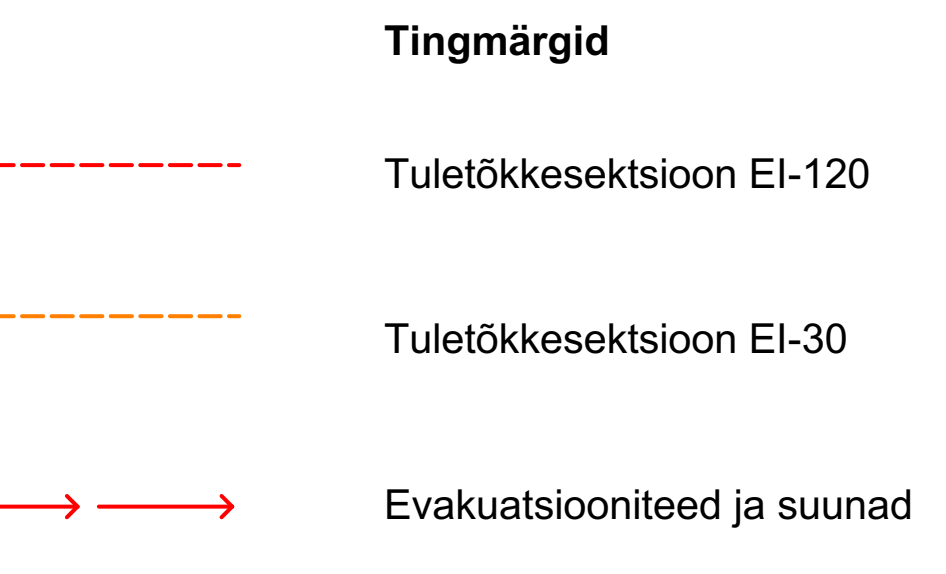 Tingmärgid
Tuletõkkesektsioon EI-120
Tuletõkkesektsioon EI-30
Evakuatsiooniteed ja suunad